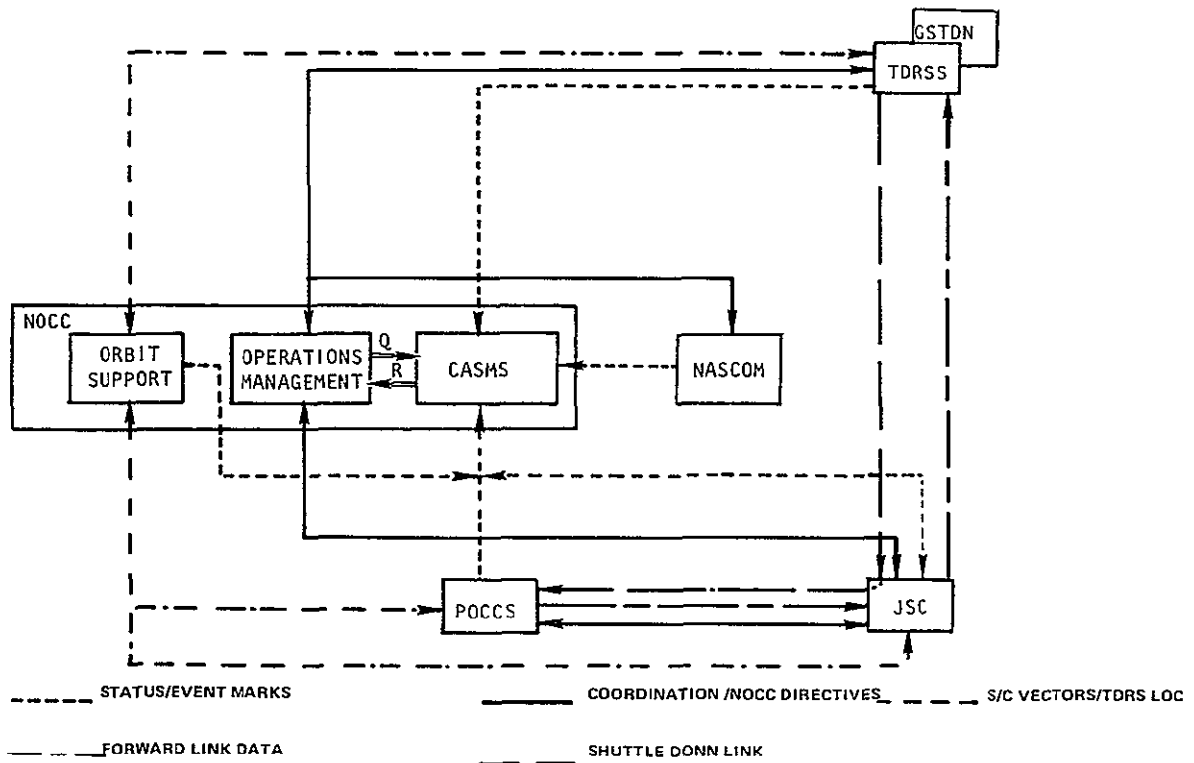 GSTDN
TDRSS
NOCC
ORBIT
SUPPORT
OPERATIONS
MANAGEMENT
Q
R
CASMS
NASCOM
POCCS
JSC
STATUS/EVENT MARKS
COORDINATION /NOCC DIRECTIVES
S/C VECTORS/TDRS LOC
FORWARD LINK DATA
SHUTTLE DONN LINK